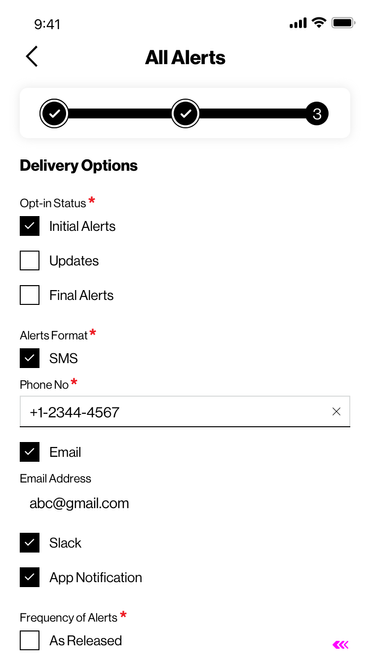 9:41
All Alerts
3
Delivery Options
Opt-in Status *
Initial Alerts
Updates
Final Alerts
Alerts Format *
SMS
Phone No *
+1-2344-4567
Email
Email Address
abc@gmail.com
Slack
App Notification
Frequency of Alerts *
As Released